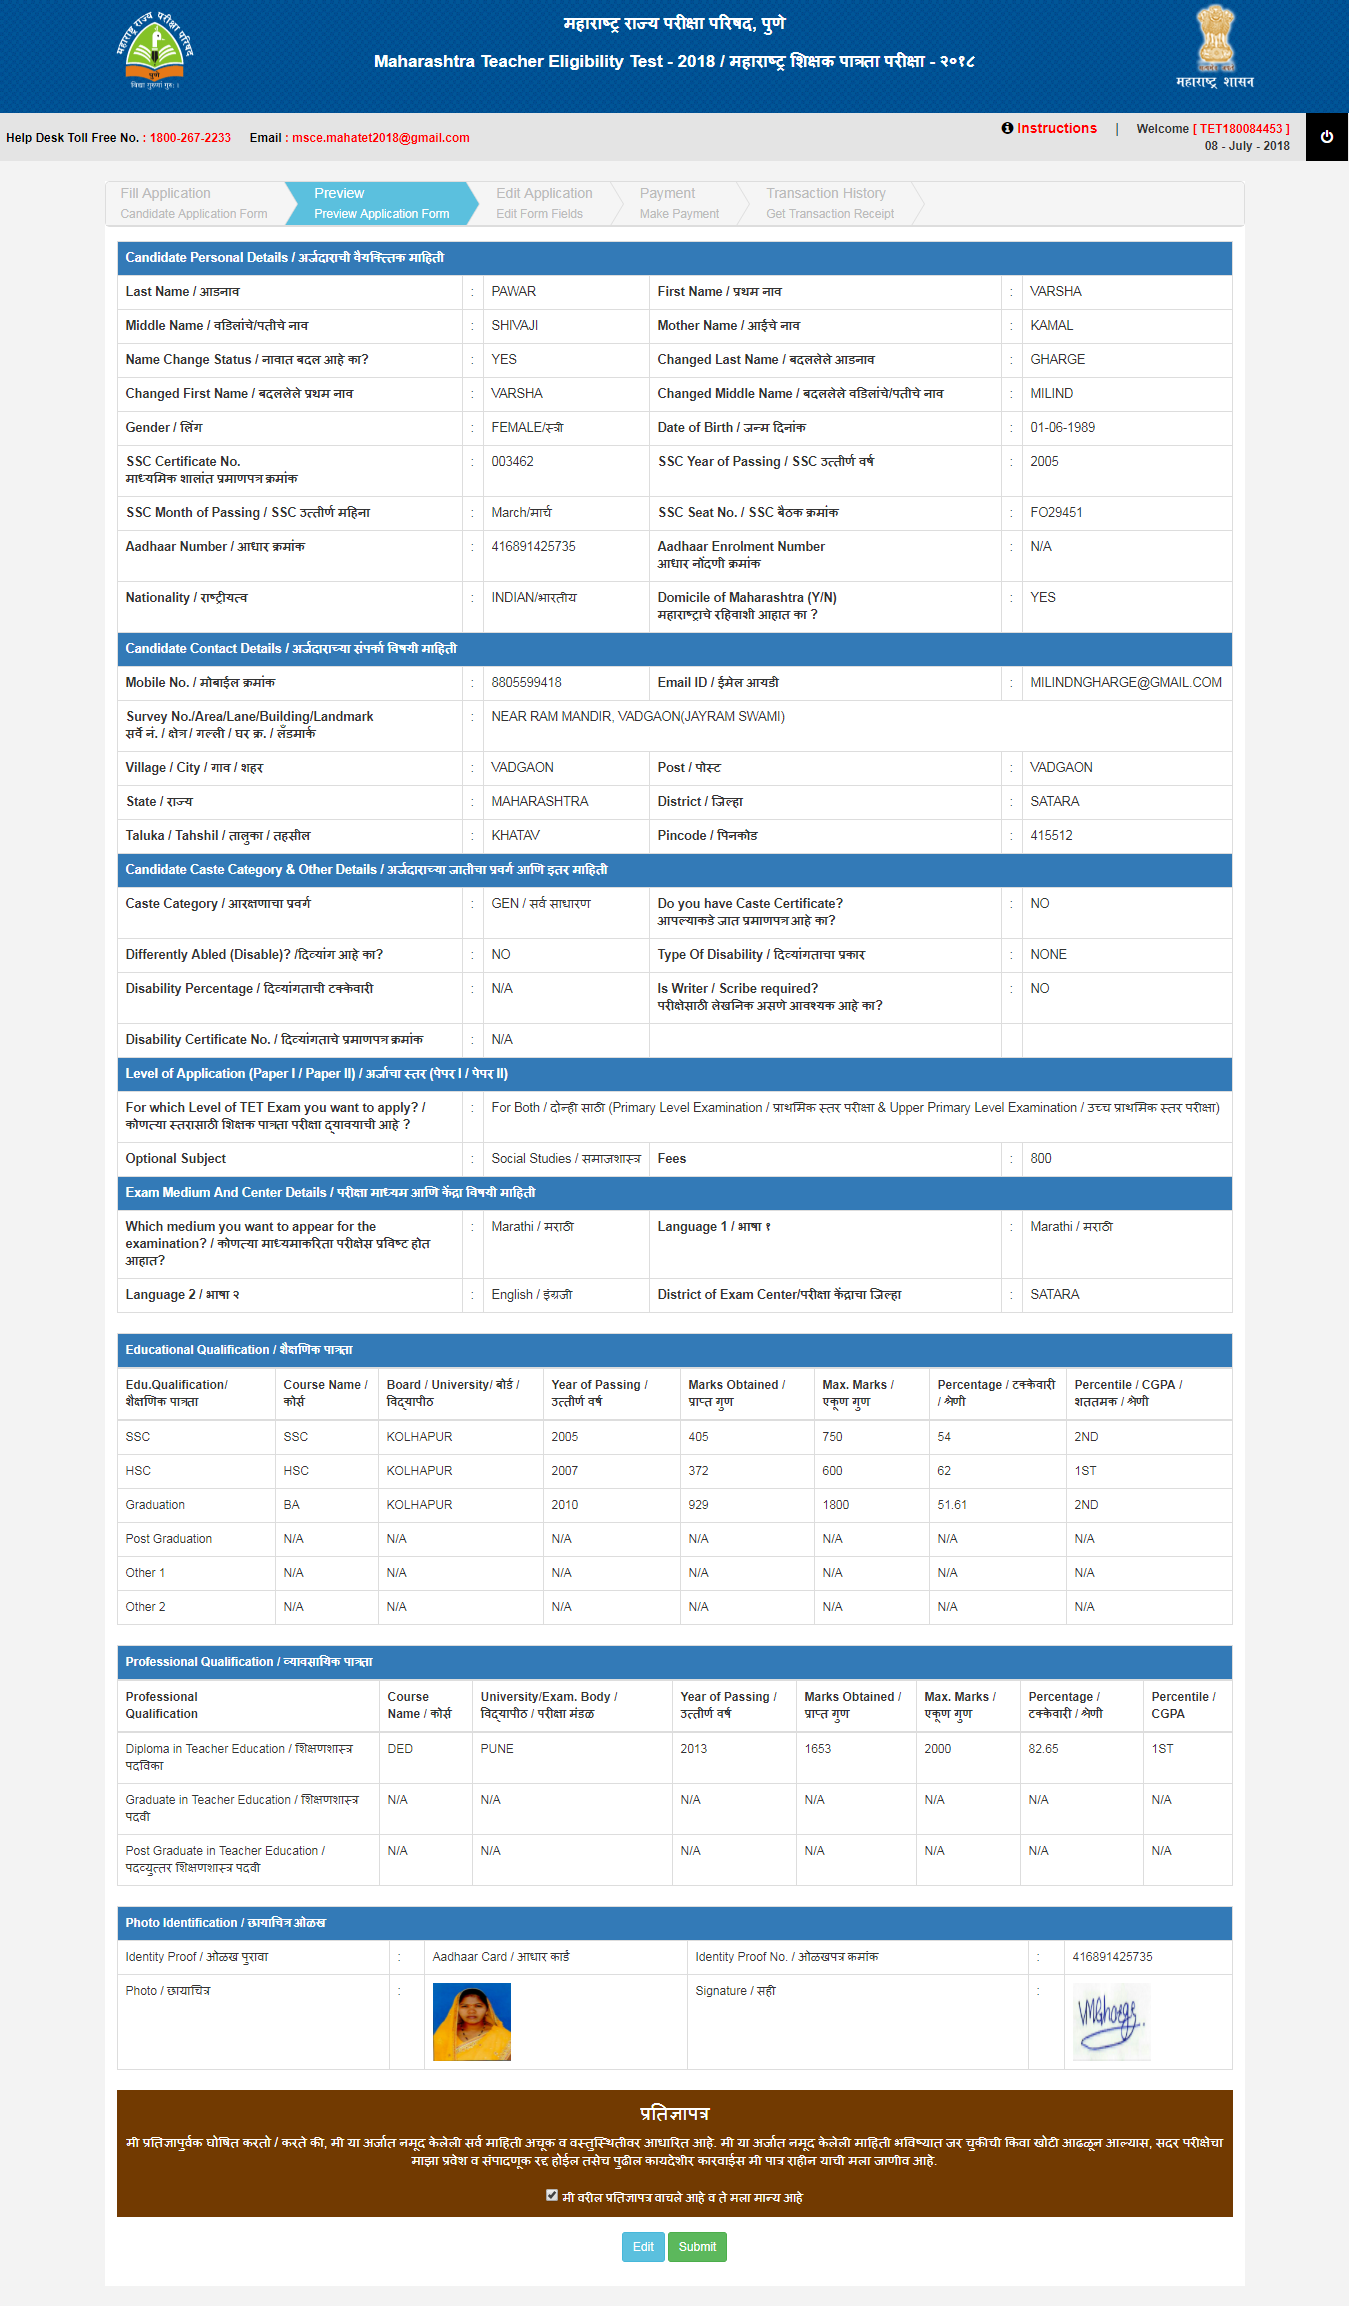 महाराष्ट्र राज्य परीक्षा परिषद, पुणे
Maharashtra Teacher Eligibility Test - 2018 / महाराष्ट्र शिक्षक पात्रता परीक्षा - २०१८
महाराष्ट्र राज्य परीक्षा परिषद
पुणे
महाराष्ट्र शासन
Help Desk Toll Free No. : 1800-267-2233 Email : msce.mahatet2018@gmail.com
Instructions | Welcome [ TET180084453 ]
08 - July - 2018
Fill Application Preview Edit Application Payment Transaction History
Candidate Application Form Preview Application Form Edit Form Fields Make Payment Get Transaction Receipt
Candidate Personal Details / अर्जदाराची वैयक्तितक माहिती
Last Name / आडनाव : PAWAR First Name / प्रथम नाव : VARSHA
Middle Name / वडिलांचे/पतीचे नाव : SHIVAJI Mother Name / आईचे नाव : KAMAL
Name Change Status / नावात बदल आहे का? : YES Changed Last Name / बदललेले आडनाव : GHARGE
Changed First Name / बदललेले प्रथम नाव : VARSHA Changed Middle Name / बदललेले वडिलांचे/पतीचे नाव : MILIND
Gender / लिंग : FEMALE/स्त्री Date of Birth / जन्म दिनांक : 01-06-1989
SSC Certificate No. : 003462 SSC Year of Passing / SSC उत्तीर्ण वर्ष : 2005
माध्यमिक शालांत प्रमाणपत्र क्रमांक
SSC Month of Passing / SSC उत्तीर्ण महिना : March/मार्च SSC Seat No. / SSC बैठक क्रमांक : FO29451
Aadhaar Number / आधार क्रमांक : 416891425735 Aadhaar Enrolment Number : N/A
आधार नोंदणी क्रमांक
Nationality / राष्ट्रीयत्व : INDIAN/भारतीय Domicile of Maharashtra (Y/N) : YES
महाराष्ट्राचे रहिवाशी आहात का ?
Candidate Contact Details / अर्जदाराच्या संपर्का विषयी माहिती
Mobile No. / मोबाईल क्रमांक : 8805599418 Email ID / ईमेल आयडी : MILINDNGHARGE@GMAIL.COM
Survey No./Area/Lane/Building/Landmark : NEAR RAM MANDIR, VADGAON(JAYRAM SWAMI)
सर्वे नं. / क्षेत्र / गल्ली / घर क्र. / लँडमार्क
Village / City / गाव / शहर : VADGAON Post / पोस्ट : VADGAON
State / राज्य : MAHARASHTRA District / जिल्हा : SATARA
Taluka / Tahshil / तालुका / तहसील : KHATAV Pincode / पिनकोड : 415512
Candidate Caste Category & Other Details / अर्जदाराच्या जातीचा प्रवर्ग आणि इतर माहिती
Caste Category / आरक्षणाचा प्रवर्ग : GEN / सर्व साधारण Do you have Caste Certificate? : NO
आपल्याकडे जात प्रमाणपत्र आहे का?
Differently Abled (Disable)? /दिव्यांग आहे का? : NO Type Of Disability / दिव्यांगताचा प्रकार : NONE
Disability Percentage / दिव्यांगताची टक्केवारी : N/A Is Writer / Scribe required? : NO
परीक्षेसाठी लेखनिक असणे आवश्यक आहे का?
Disability Certificate No. / दिव्यांगताचे प्रमाणपत्र क्रमांक : N/A
Level of Application (Paper I / Paper II) / अर्जाचा स्तर (पेपर I / पेपर II)
For which Level of TET Exam you want to apply? / : For Both / दोन्ही साठी (Primary Level Examination / प्राथमिक स्तर परीक्षा & Upper Primary Level Examination / उच्च प्राथमिक स्तर परीक्षा)
कोणत्या स्तरासाठी शिक्षक पात्रता परीक्षा द्यावयाची आहे ?
Optional Subject : Social Studies / समाजशास्त्र Fees : 800
Exam Medium And Center Details / परीक्षा माध्यम आणि केंद्रा विषयी माहिती
Which medium you want to appear for the : Marathi / मराठी Language 1 / भाषा १ : Marathi / मराठी
examination? / कोणत्या माध्यमाकरिता परीक्षेस प्रविष्ट होत
आहात?
Language 2 / भाषा २ : English / इंग्रजी District of Exam Center/परीक्षा केंद्राचा जिल्हा : SATARA
Educational Qualification / शैक्षणिक पात्रता
Edu.Qualification/ Course Name / Board / University/ बोर्ड / Year of Passing / Marks Obtained / Max. Marks / Percentage / टक्केवारी Percentile / CGPA /
शैक्षणिक पात्रता कोर्स विद्यापीठ उत्तीर्ण वर्ष प्राप्त गुण एकूण गुण / श्रेणी शततमक / श्रेणी
SSC SSC KOLHAPUR 2005 405 750 54 2ND
HSC HSC KOLHAPUR 2007 372 600 62 1ST
Graduation BA KOLHAPUR 2010 929 1800 51.61 2ND
Post Graduation N/A N/A N/A N/A N/A N/A N/A
Other 1 N/A N/A N/A N/A N/A N/A N/A
Other 2 N/A N/A N/A N/A N/A N/A N/A
Professional Qualification / व्यावसायिक पात्रता
Professional Course University/Exam. Body / Year of Passing / Marks Obtained / Max. Marks / Percentage / Percentile /
Qualification Name / कोर्स विद्यापीठ / परीक्षा मंडळ उत्तीर्ण वर्ष प्राप्त गुण एकूण गुण टक्केवारी / श्रेणी CGPA
Diploma in Teacher Education / शिक्षणशास्त्र DED PUNE 2013 1653 2000 82.65 1ST
पदविका
Graduate in Teacher Education / शिक्षणशास्त्र N/A N/A N/A N/A N/A N/A N/A
पदवी
Post Graduate in Teacher Education / N/A N/A N/A N/A N/A N/A N/A
पदव्युत्तर शिक्षणशास्त्र पदवी
Photo Identification / छायाचित्र ओळख
Identity Proof / ओळख पुरावा : Aadhaar Card / आधार कार्ड Identity Proof No. / ओळखपत्र क्रमांक : 416891425735
Photo / छायाचित्र : Signature / सही : VMGharge
प्रतिज्ञापत्र
मी प्रतिज्ञापुर्वक घोषित करतो / करते की, मी या अर्जात नमूद केलेली सर्व माहिती अचूक व वस्तुस्थितीवर आधारित आहे. मी या अर्जात नमूद केलेली माहिती भविष्यात जर चुकीची किंवा खोटी आढळून आल्यास, सदर परीक्षेचा
माझा प्रवेश व संपादणूक रद्द होईल तसेच पुढील कायदेशीर कारवाईस मी पात्र राहीन याची मला जाणीव आहे.
मी वरील प्रतिज्ञापत्र वाचले आहे व ते मला मान्य आहे
Edit Submit